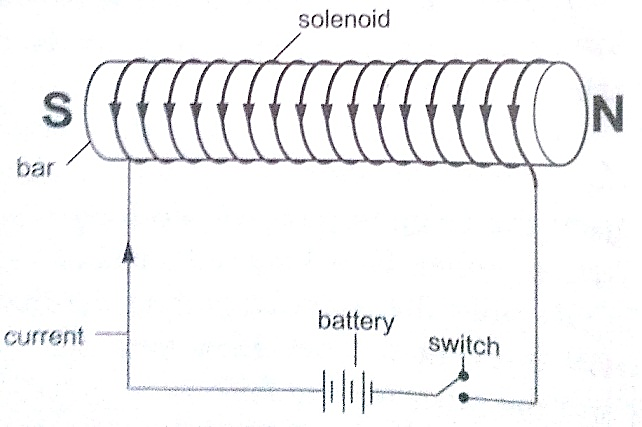 solenoid
S
N
bar
current
battery
switch